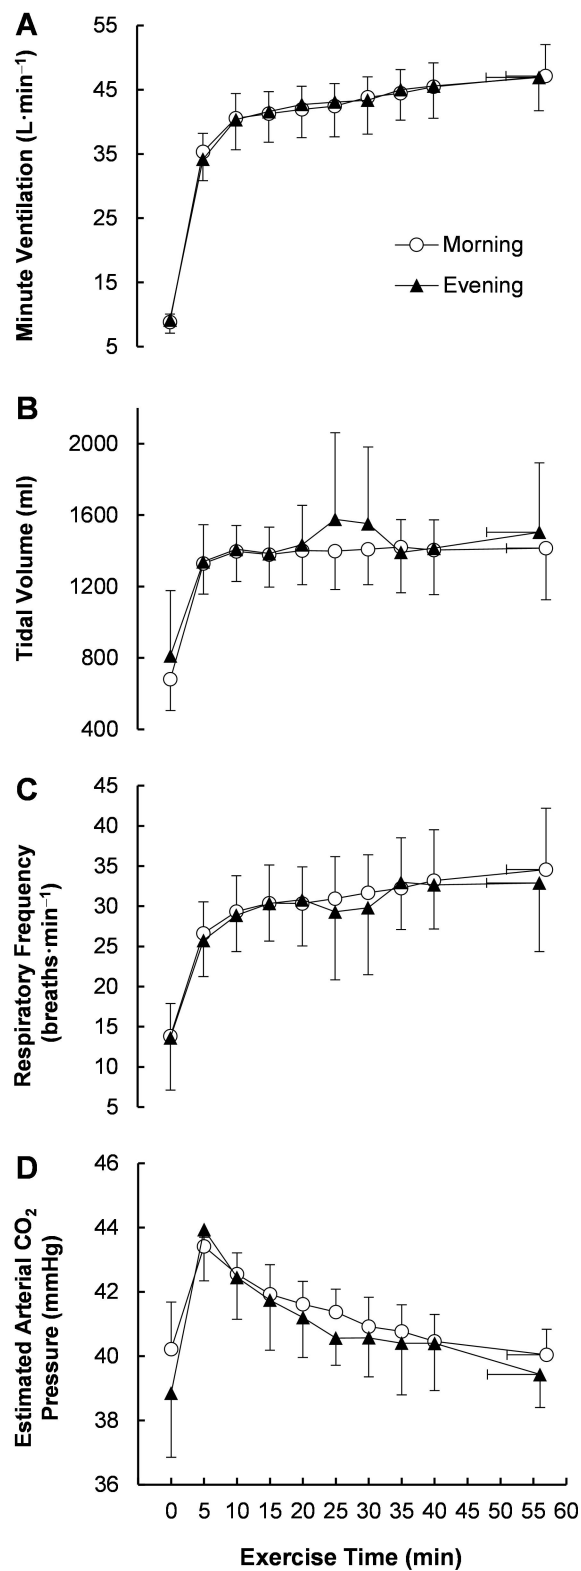 A
Minute Ventilation (L·min−1)
55
45
35
25
15
5
Morning
Evening
B
Tidal Volume (ml)
2000
1600
1200
800
400
C
Respiratory Frequency
(breaths·min−1)
45
40
35
30
25
20
15
10
5
D
Estimated Arterial CO2
Pressure (mmHg)
46
44
42
40
38
36
0 5 10 15 20 25 30 35 40 45 50 55 60
Exercise Time (min)